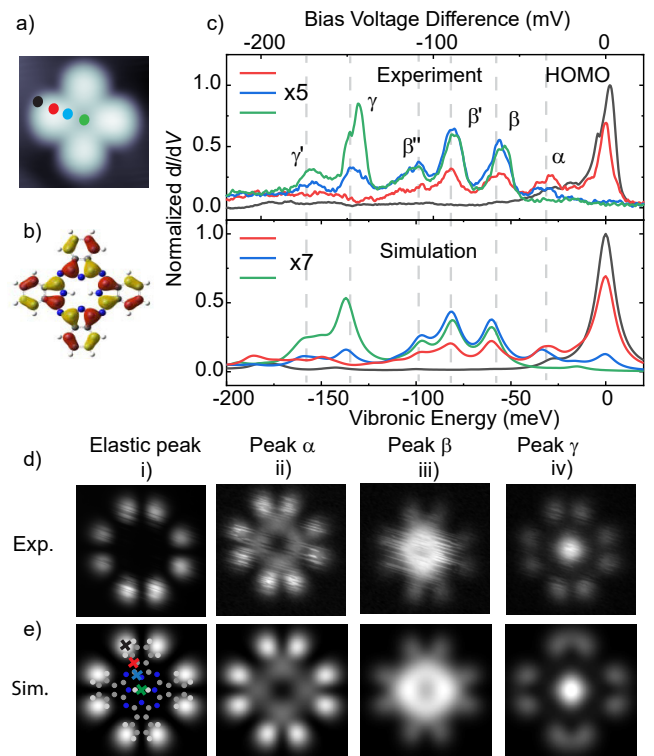 a)
c)
Bias Voltage Difference (mV)
-200 -100 0
Normalized dI/dV
1.0
0.5
0.0
x5
Experiment
HOMO
γ'
γ
β''
β'
β
α
b)
1.0
0.5
0.0
x7
Simulation
-200 -150 -100 -50 0
Vibronic Energy (meV)
d)
Elastic peak Peak α Peak β Peak γ
i) ii) iii) iv)
Exp.
e)
Sim.